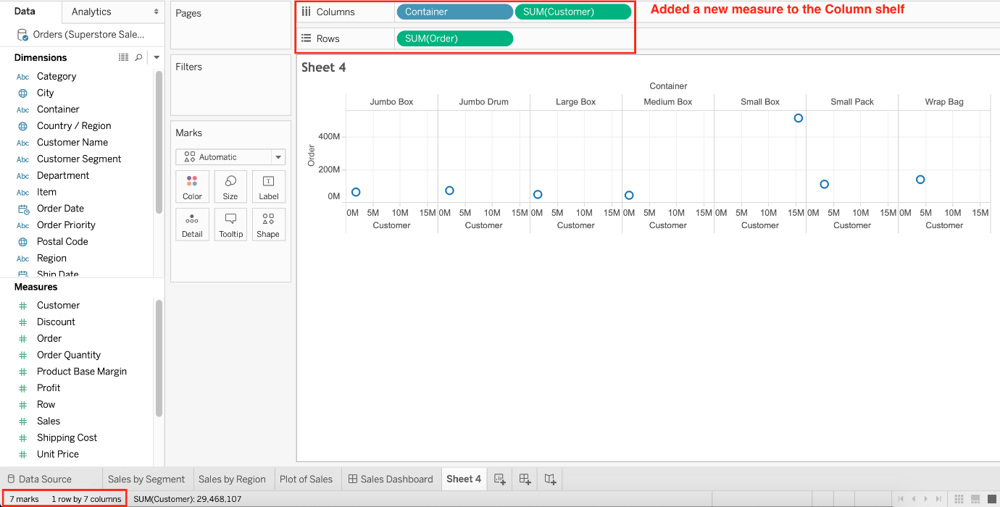 Data
Analytics
Orders (Superstore Sale...
Dimensions
Abc Category
City
Abc Container
Country / Region
Abc Customer Name
Abc Customer Segment
Abc Department
Abc Item
Order Date
Abc Order Priority
Postal Code
Abc Region
Ship Date
Measures
# Customer
# Discount
# Order
# Order Quantity
# Product Base Margin
# Profit
# Row
# Sales
# Shipping Cost
# Unit Price
Pages
Filters
Marks
Automatic
Color Size Label
T
Detail Tooltip Shape
Columns Container SUM(Customer)
Rows SUM(Order)
Added a new measure to the Column shelf
Sheet 4
Container
Jumbo Box Jumbo Drum Large Box Medium Box Small Box Small Pack Wrap Bag
Order
400M
200M
0M
0M 5M 10M 15M 0M 5M 10M 15M 0M 5M 10M 15M 0M 5M 10M 15M 0M 5M 10M 15M 0M 5M 10M 15M 0M 5M 10M 15M
Customer Customer Customer Customer Customer Customer Customer
Data Source Sales by Segment Sales by Region Plot of Sales Sales Dashboard Sheet 4
7 marks 1 row by 7 columns SUM(Customer): 29,468,107